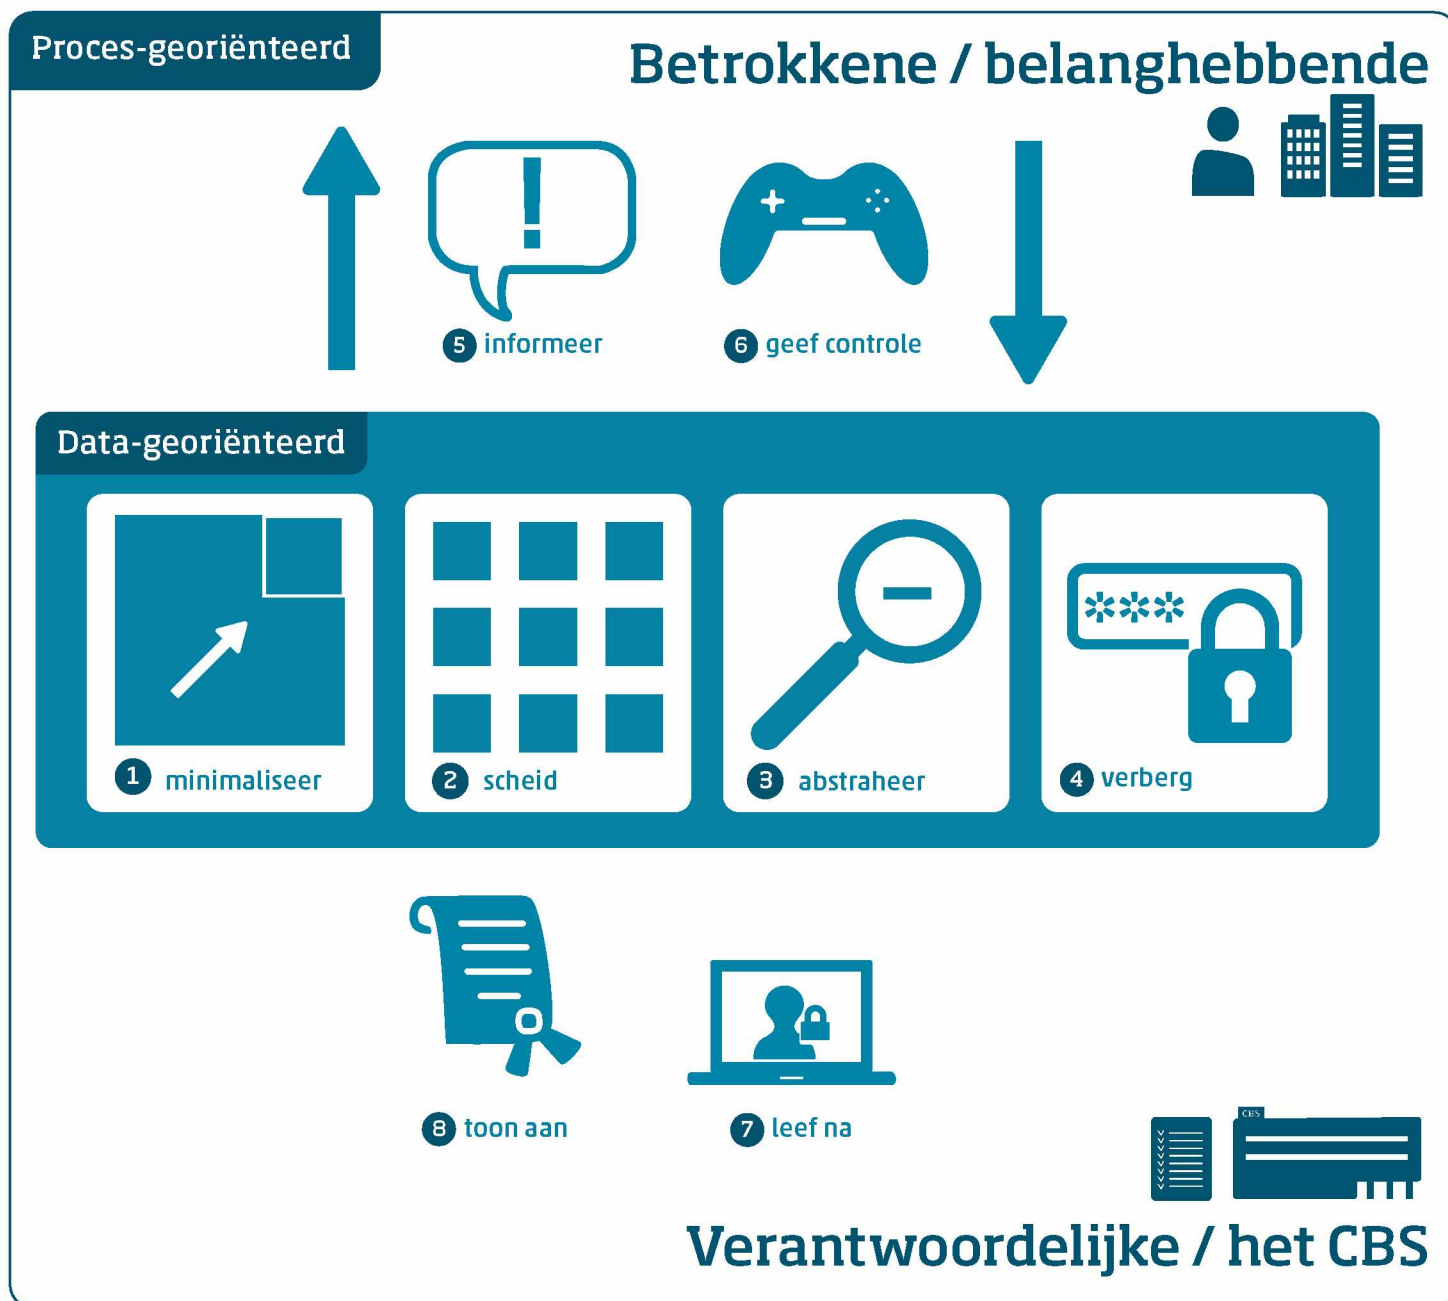 Proces-georiënteerd
Betrokkene / belanghebbende
5 informeer
6 geef controle
Data-georiënteerd
1 minimaliseer
2 scheid
3 abstraheer
4 verberg
***
8 toon aan
7 leef na
CBS
Verantwoordelijke / het CBS